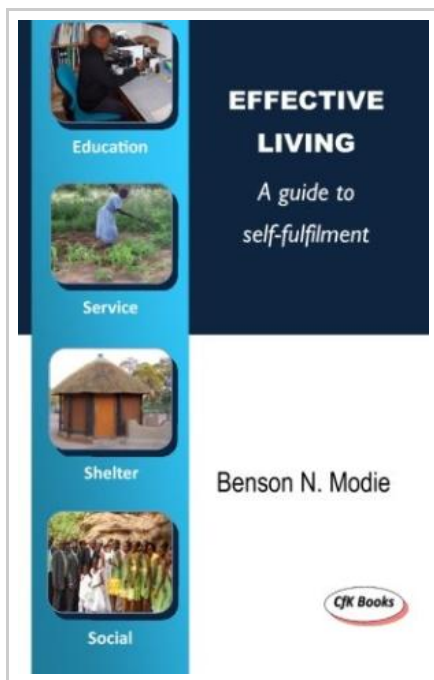 Education
Service
Shelter
Social
EFFECTIVE
LIVING
A guide to
self-fulfilment
Benson N. Modie
CfK Books